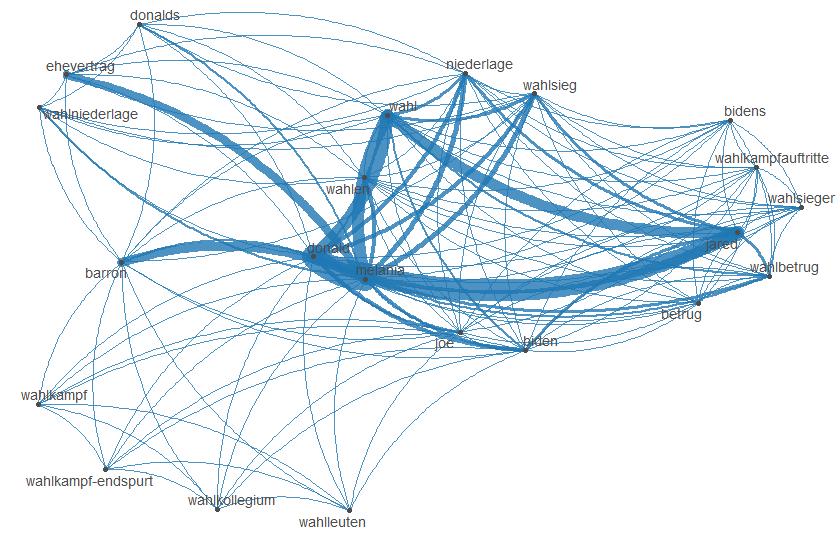 donalds
ehevertrag
niederlage
wahlsieg
wahl
bidens
wahlniederlage
wahlkampfauftritte
wahlen
wahlsieger
donald
jared
melania
wahlbetrug
barron
betrug
joe
biden
wahlkampf
wahlkampf-endspurt
wahlkollegium
wahlleuten